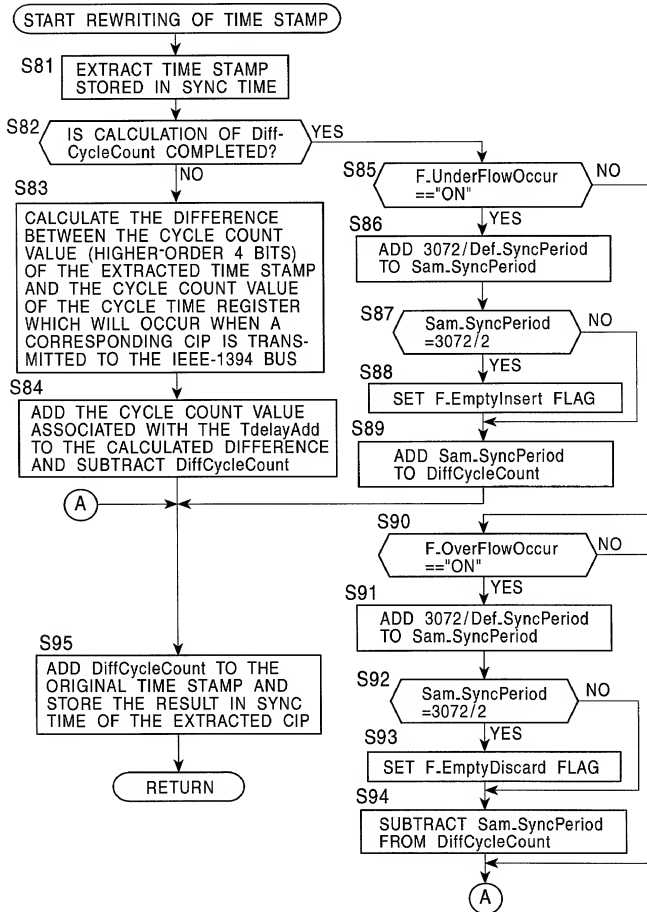 START REWRITING OF TIME STAMP
S81
EXTRACT TIME STAMP
STORED IN SYNC TIME
S82
IS CALCULATION OF Diff-
CycleCount COMPLETED?
YES
NO
S83
CALCULATE THE DIFFERENCE
BETWEEN THE CYCLE COUNT
VALUE (HIGHER-ORDER 4 BITS)
OF THE EXTRACTED TIME STAMP
AND THE CYCLE COUNT VALUE
OF THE CYCLE TIME REGISTER
WHICH WILL OCCUR WHEN A
CORRESPONDING CIP IS TRANS-
MITTED TO THE IEEE-1394 BUS
S84
ADD THE CYCLE COUNT VALUE
ASSOCIATED WITH THE TdelayAdd
TO THE CALCULATED DIFFERENCE
AND SUBTRACT DiffCycleCount
A
S85
F_UnderFlowOccur
=="ON"
NO
YES
S86
ADD 3072/Def_SyncPeriod
TO Sam_SyncPeriod
S87
Sam_SyncPeriod
=3072/2
NO
YES
S88
SET F_EmptyInsert FLAG
S89
ADD Sam_SyncPeriod
TO DiffCycleCount
S90
F_OverFlowOccur
=="ON"
NO
YES
S91
ADD 3072/Def_SyncPeriod
TO Sam_SyncPeriod
S92
Sam_SyncPeriod
=3072/2
NO
YES
S93
SET F_EmptyDiscard FLAG
S94
SUBTRACT Sam_SyncPeriod
FROM DiffCycleCount
A
S95
ADD DiffCycleCount TO THE
ORIGINAL TIME STAMP AND
STORE THE RESULT IN SYNC
TIME OF THE EXTRACTED CIP
RETURN